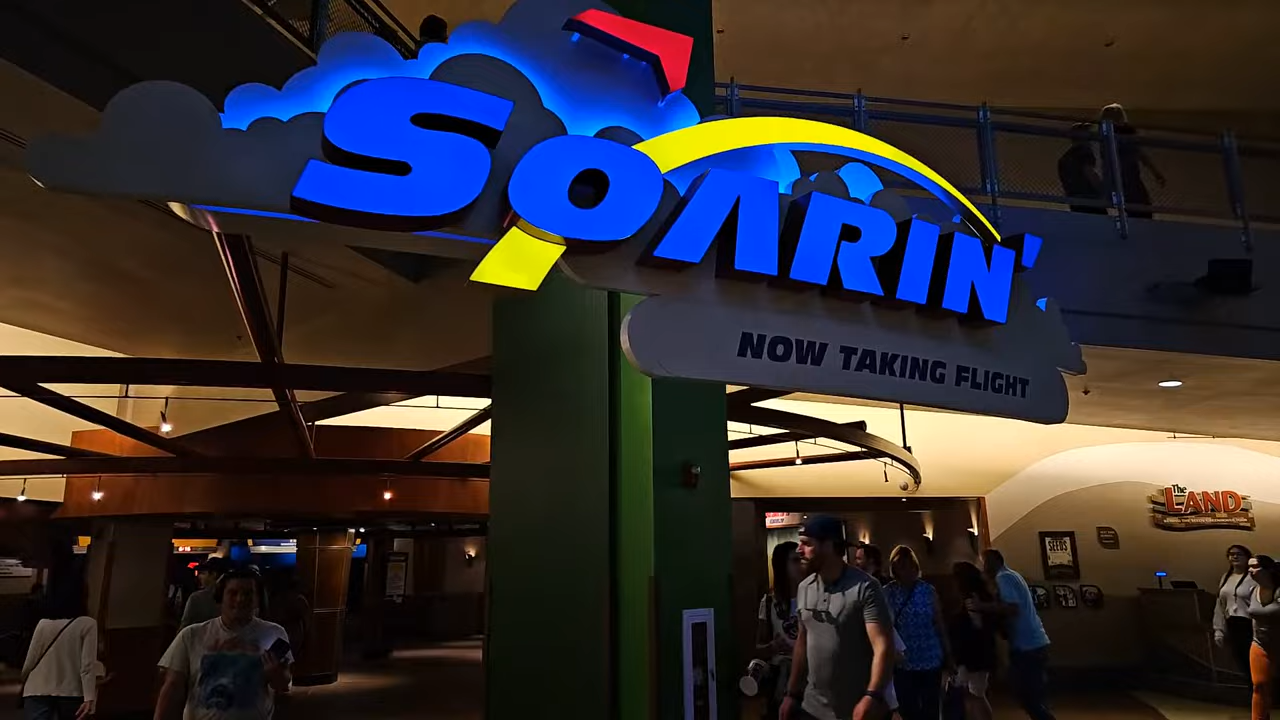 SOARIN'
NOW TAKING FLIGHT
The
LAND
SEEDS